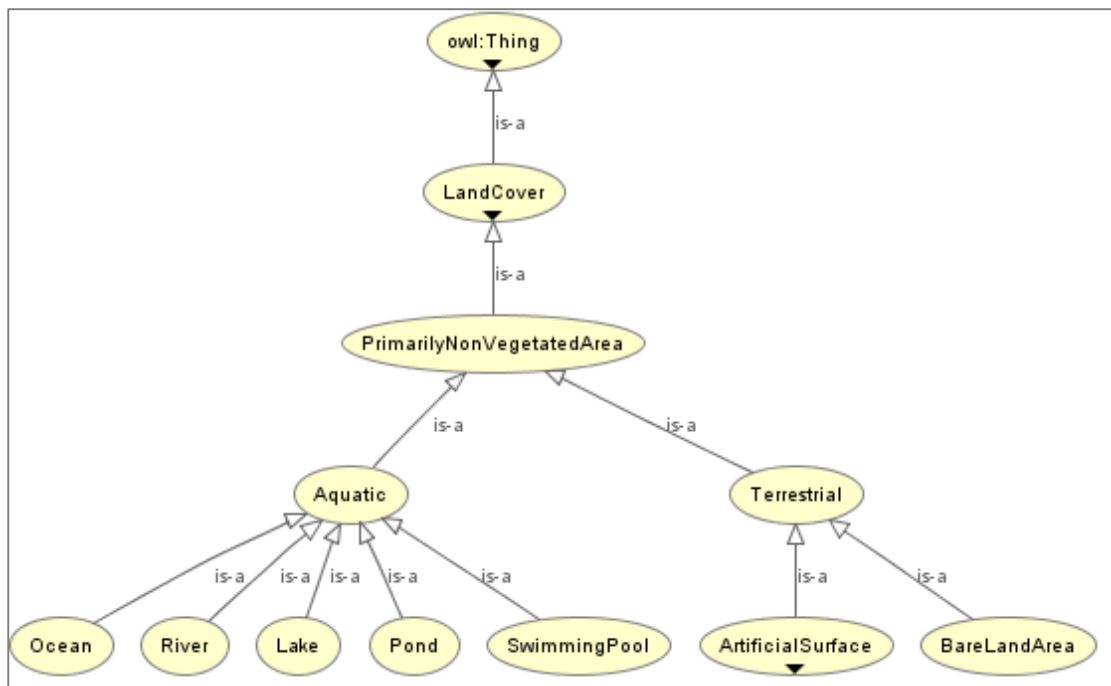 owl:Thing
is-a
LandCover
is-a
PrimarilyNonVegetatedArea
is-a
is-a
Aquatic
Terrestrial
is-a
is-a
is-a
is-a
is-a
is-a
is-a
Ocean
River
Lake
Pond
SwimmingPool
ArtificialSurface
BareLandArea